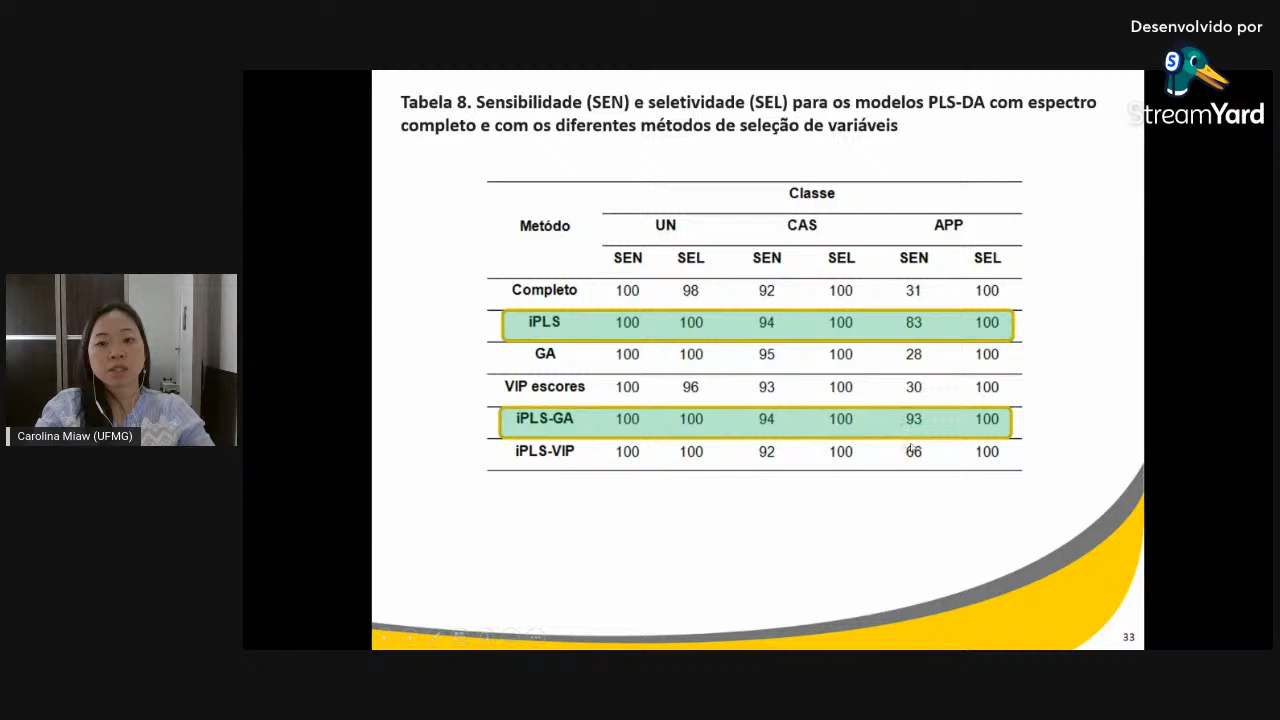 Desenvolvido por
StreamYard
Tabela 8. Sensibilidade (SEN) e seletividade (SEL) para os modelos PLS-DA com espectro
completo e com os diferentes métodos de seleção de variáveis
Classe
Metódo UN CAS APP
SEN SEL SEN SEL SEN SEL
Completo 100 98 92 100 31 100
iPLS 100 100 94 100 83 100
GA 100 100 95 100 28 100
VIP escores 100 96 93 100 30 100
iPLS-GA 100 100 94 100 93 100
iPLS-VIP 100 100 92 100 66 100
Carolina Miaw (UFMG)
33